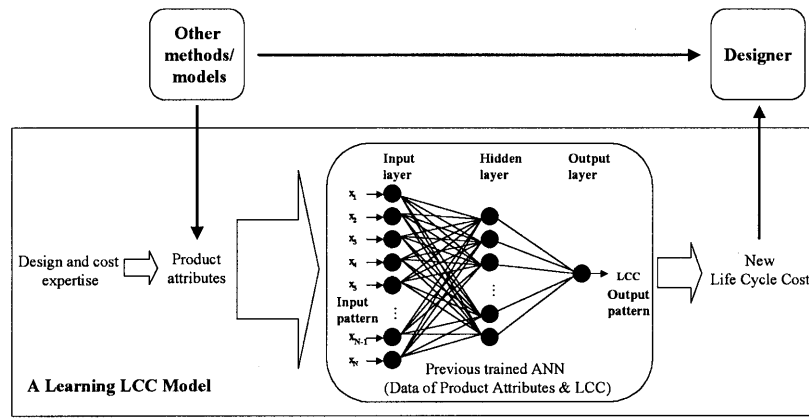 Other
methods/
models
Designer
Input
layer
Hidden
layer
Output
layer
x1
x2
x3
x4
x5
Input
pattern
xN-1
xN
Design and cost
expertise
Product
attributes
LCC
Output
pattern
New
Life Cycle Cost
Previous trained ANN
(Data of Product Attributes & LCC)
A Learning LCC Model